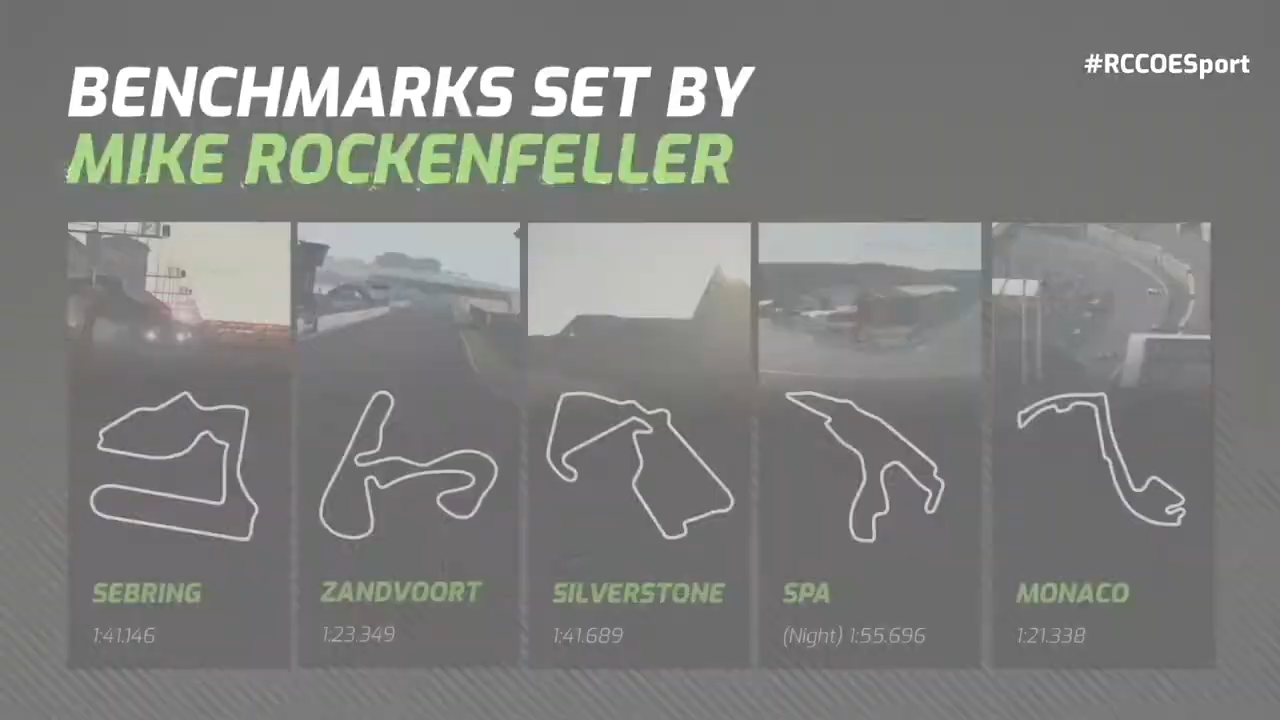 #RCCOESport
BENCHMARKS SET BY
MIKE ROCKENFELLER
SEBRING
1:41.146
ZANDVOORT
1:23.349
SILVERSTONE
1:41.689
SPA
(Night) 1:55.696
MONACO
1:21.338